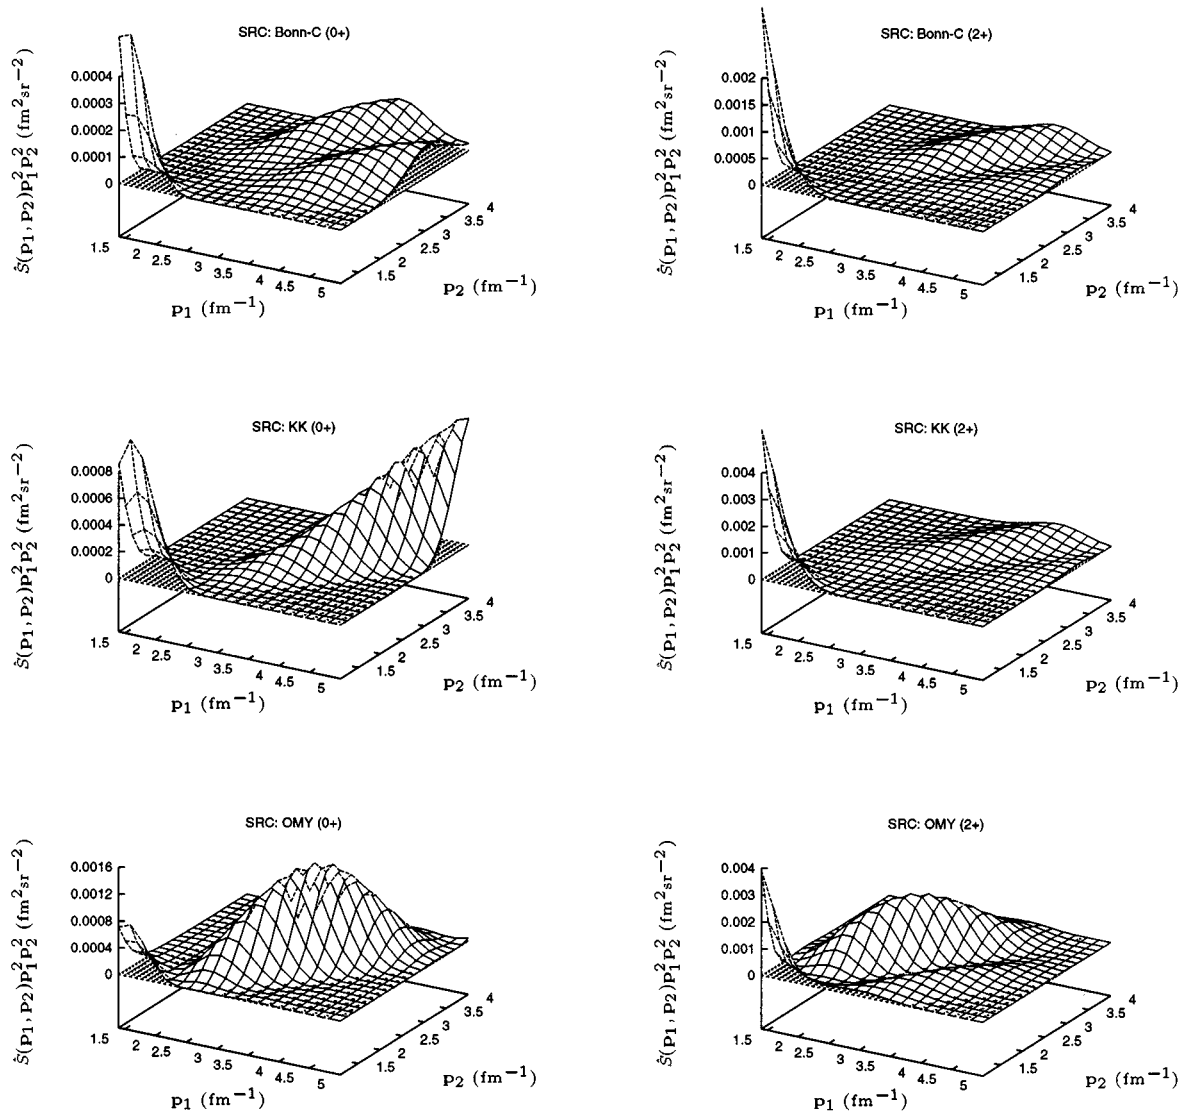 SRC: Bonn-C (0+)
Ŝ(p₁, p₂)p₁²p₂² (fm²sr⁻²)
0.0004
0.0003
0.0002
0.0001
0
1.5 2 2.5 3 3.5 4 4.5 5
p₁ (fm⁻¹)
1.5 2 2.5 3 3.5 4
p₂ (fm⁻¹)
SRC: Bonn-C (2+)
Ŝ(p₁, p₂)p₁²p₂² (fm²sr⁻²)
0.002
0.0015
0.001
0.0005
0
1.5 2 2.5 3 3.5 4 4.5 5
p₁ (fm⁻¹)
1.5 2 2.5 3 3.5 4
p₂ (fm⁻¹)
SRC: KK (0+)
Ŝ(p₁, p₂)p₁²p₂² (fm²sr⁻²)
0.0008
0.0006
0.0004
0.0002
0
1.5 2 2.5 3 3.5 4 4.5 5
p₁ (fm⁻¹)
1.5 2 2.5 3 3.5 4
p₂ (fm⁻¹)
SRC: KK (2+)
Ŝ(p₁, p₂)p₁²p₂² (fm²sr⁻²)
0.004
0.003
0.002
0.001
0
1.5 2 2.5 3 3.5 4 4.5 5
p₁ (fm⁻¹)
1.5 2 2.5 3 3.5 4
p₂ (fm⁻¹)
SRC: OMY (0+)
Ŝ(p₁, p₂)p₁²p₂² (fm²sr⁻²)
0.0016
0.0012
0.0008
0.0004
0
1.5 2 2.5 3 3.5 4 4.5 5
p₁ (fm⁻¹)
1.5 2 2.5 3 3.5 4
p₂ (fm⁻¹)
SRC: OMY (2+)
Ŝ(p₁, p₂)p₁²p₂² (fm²sr⁻²)
0.004
0.003
0.002
0.001
0
1.5 2 2.5 3 3.5 4 4.5 5
p₁ (fm⁻¹)
1.5 2 2.5 3 3.5 4
p₂ (fm⁻¹)